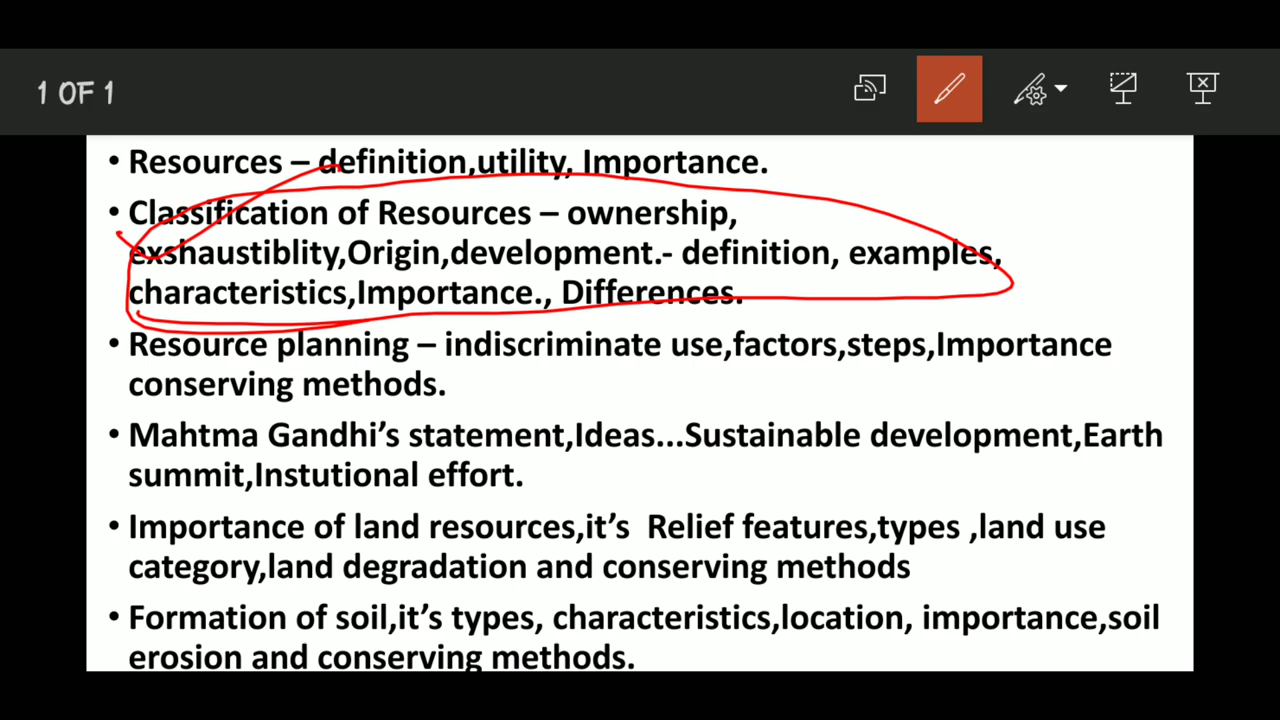 1 OF 1
• Resources – definition,utility, Importance.
• Classification of Resources – ownership,
exshaustiblity,Origin,development.- definition, examples,
characteristics,Importance., Differences.
• Resource planning – indiscriminate use,factors,steps,Importance
conserving methods.
• Mahtma Gandhi’s statement,Ideas...Sustainable development,Earth
summit,Instutional effort.
• Importance of land resources,it’s  Relief features,types ,land use
category,land degradation and conserving methods
• Formation of soil,it’s types, characteristics,location, importance,soil
erosion and conserving methods.